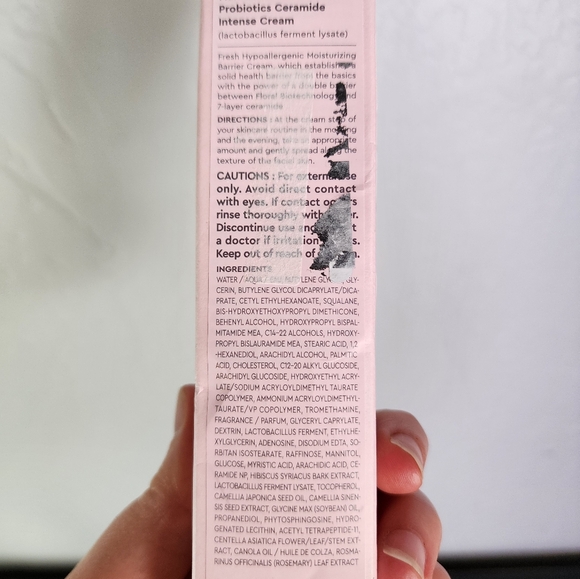 Probiotics Ceramide
Intense Cream
(lactobacillus ferment lysate)
Fresh Hypoallergenic Moisturizing
Barrier Cream, which establish
solid health barrier from the basics
with the power of a double barrier
between Floral Biotechnology and
7-layer ceramide
DIRECTIONS : At the cream step of
your skincare routine in the morning
and the evening, take an appropriate
amount and gently spread along the
texture of the facial skin.
CAUTIONS : For external use
only. Avoid direct contact
with eyes. If contact occurs
rinse thoroughly with
Discontinue use and
a doctor if irritation
Keep out of reach of
INGREDIENTS
WATER / AQUA / EAU, BUTYLENE GLYCOL, GLY-
CERIN, BUTYLENE GLYCOL DICAPRYLATE/DICA-
PRATE, CETYL ETHYLHEXANOATE, SQUALANE,
BIS-HYDROXYETHOXYPROPYL DIMETHICONE,
BEHENYL ALCOHOL, HYDROXYPROPYL BISPAL-
MITAMIDE MEA, C14-22 ALCOHOLS, HYDROXY-
PROPYL BISLAURAMIDE MEA, STEARIC ACID, 1,2
-HEXANEDIOL, ARACHIDYL ALCOHOL, PALMITIC
ACID, CHOLESTEROL, C12-20 ALKYL GLUCOSIDE,
ARACHIDYL GLUCOSIDE, HYDROXYETHYL ACRY-
LATE/SODIUM ACRYLOYLDIMETHYL TAURATE
COPOLYMER, AMMONIUM ACRYLOYLDIMETHYL-
TAURATE/VP COPOLYMER, TROMETHAMINE,
FRAGRANCE / PARFUM, GLYCERYL CAPRYLATE,
DEXTRIN, LACTOBACILLUS FERMENT, ETHYLHE-
XYLGLYCERIN, ADENOSINE, DISODIUM EDTA, SO-
RBITAN ISOSTEARATE, RAFFINOSE, MANNITOL,
GLUCOSE, MYRISTIC ACID, ARACHIDIC ACID, CE-
RAMIDE NP, HIBISCUS SYRIACUS BARK EXTRACT,
LACTOBACILLUS FERMENT LYSATE, TOCOPHEROL,
CAMELLIA JAPONICA SEED OIL, CAMELLIA SINEN-
SIS SEED EXTRACT, GLYCINE MAX (SOYBEAN) OIL,
PROPANEDIOL, PHYTOSPHINGOSINE, HYDRO-
GENATED LECITHIN, ACETYL TETRAPEPTIDE-11,
CENTELLA ASIATICA FLOWER/LEAF/STEM EXT-
RACT, CANOLA OIL / HUILE DE COLZA, ROSMA-
RINUS OFFICINALIS (ROSEMARY) LEAF EXTRACT